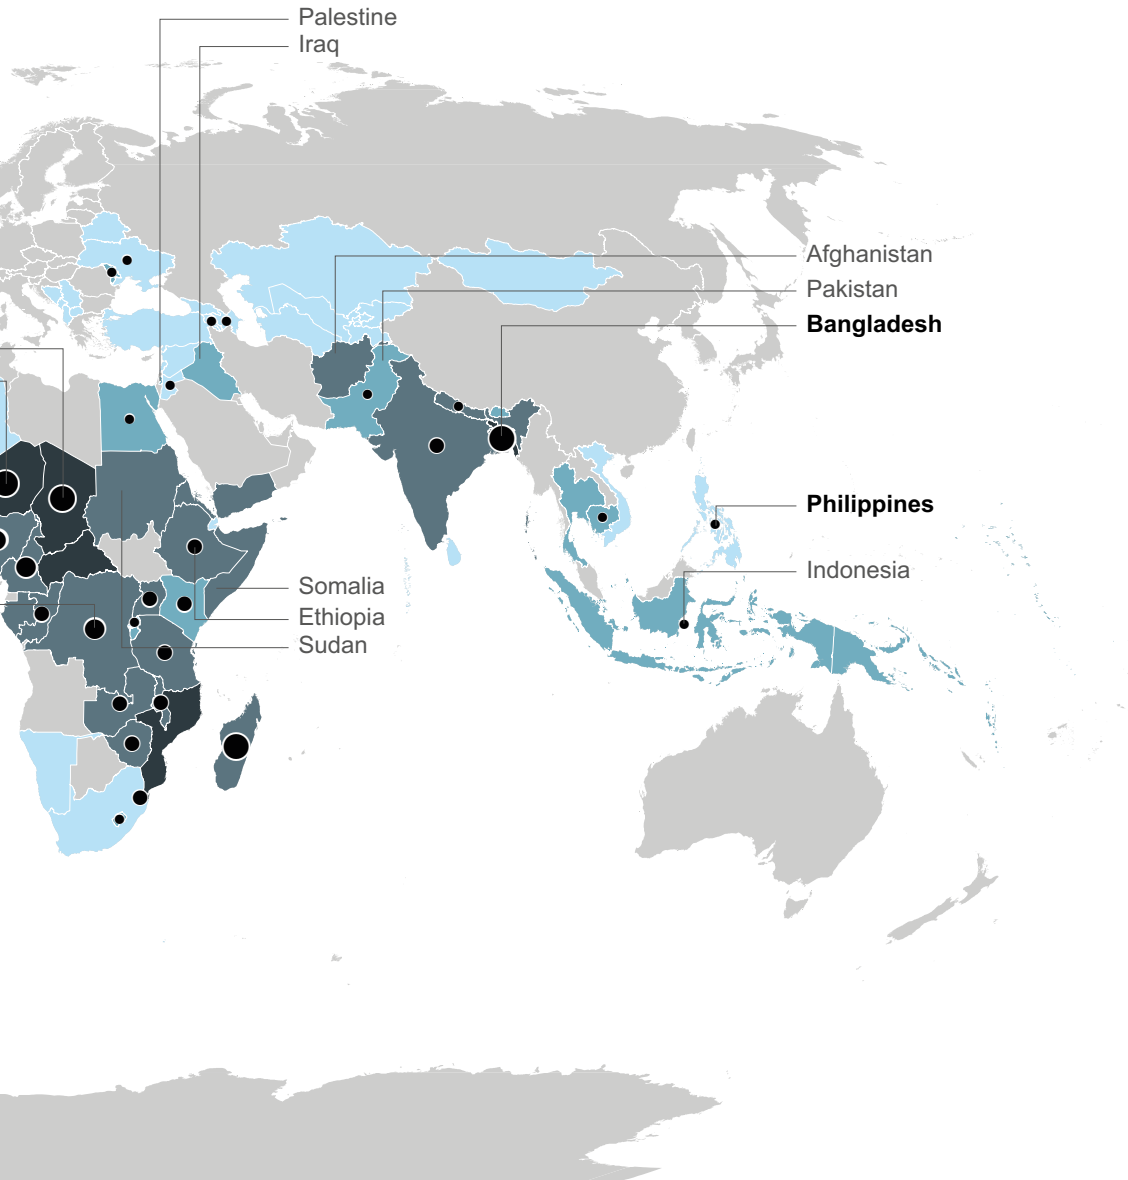 Palestine
Iraq
Afghanistan
Pakistan
Bangladesh
Philippines
Indonesia
Somalia
Ethiopia
Sudan